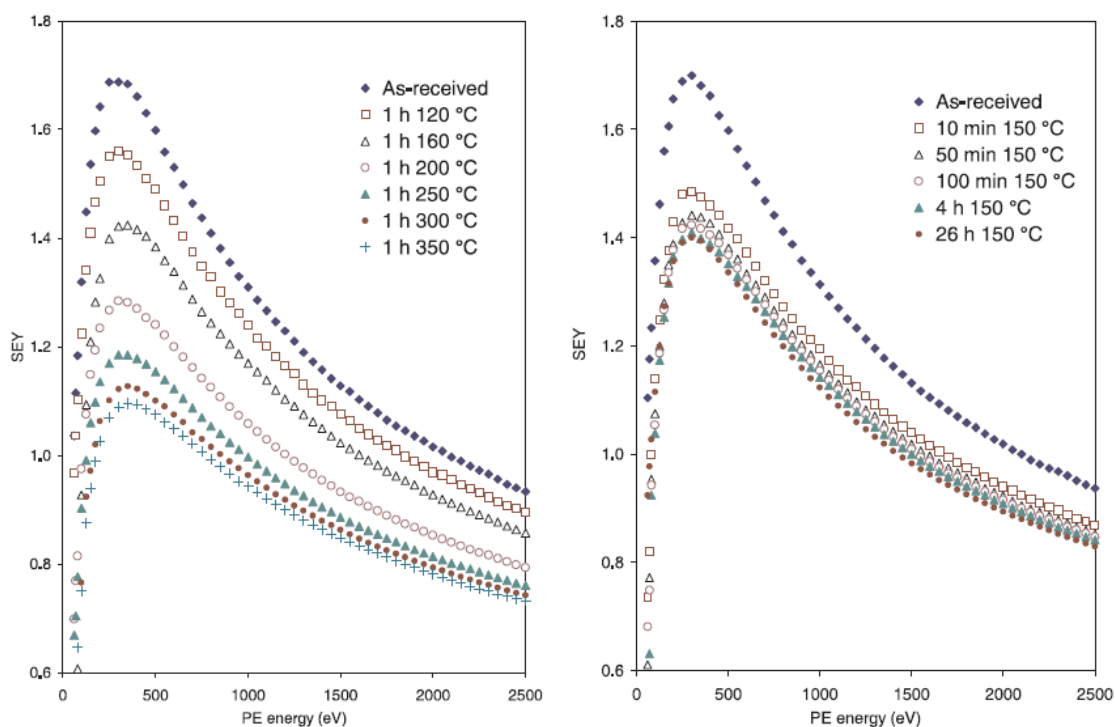 1.8
1.6
1.4
1.2
1.0
0.8
0.6
SEY
0
500
1000
1500
2000
2500
PE energy (eV)
As-received
1 h 120 °C
1 h 160 °C
1 h 200 °C
1 h 250 °C
1 h 300 °C
1 h 350 °C
1.8
1.6
1.4
1.2
1.0
0.8
0.6
SEY
0
500
1000
1500
2000
2500
PE energy (eV)
As-received
10 min 150 °C
50 min 150 °C
100 min 150 °C
4 h 150 °C
26 h 150 °C